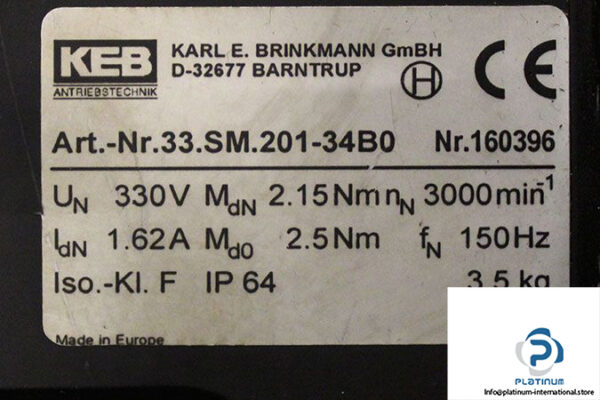 KEB
ANTRIEBSTECHNIK
KARL E. BRINKMANN GmBH
D-32677 BARNTRUP
H
CE
Art.-Nr.33.SM.201-34B0 Nr.160396
UN 330V MdN 2.15Nm nN 3000min-1
IdN 1.62A Md0 2.5Nm fN 150Hz
Iso.-Kl. F IP 64 3.5 kg
Made in Europe
PLATINUM
Info@platinum-international.store